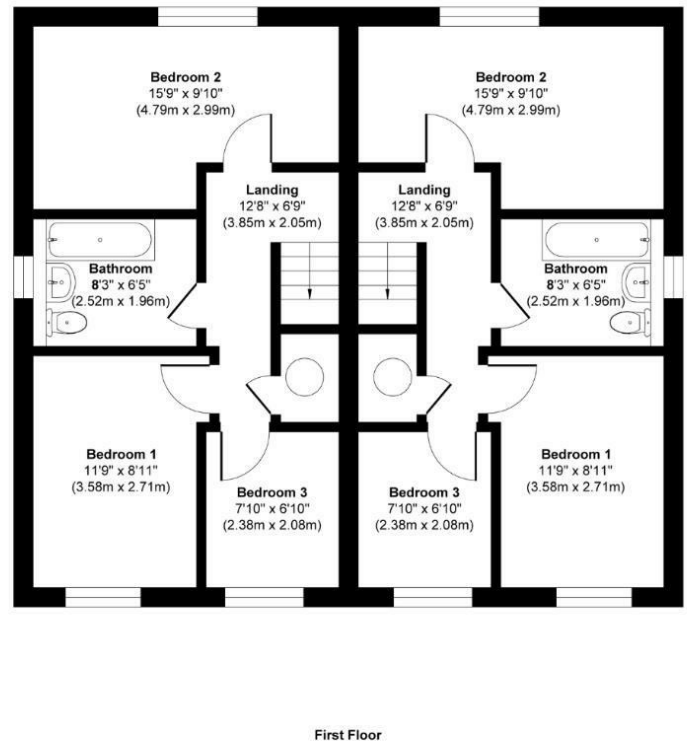 Bedroom 2
15'9" x 9'10"
(4.79m x 2.99m)
Bedroom 2
15'9" x 9'10"
(4.79m x 2.99m)
Landing
12'8" x 6'9"
(3.85m x 2.05m)
Landing
12'8" x 6'9"
(3.85m x 2.05m)
Bathroom
8'3" x 6'5"
(2.52m x 1.96m)
Bathroom
8'3" x 6'5"
(2.52m x 1.96m)
Bedroom 1
11'9" x 8'11"
(3.58m x 2.71m)
Bedroom 3
7'10" x 6'10"
(2.38m x 2.08m)
Bedroom 3
7'10" x 6'10"
(2.38m x 2.08m)
Bedroom 1
11'9" x 8'11"
(3.58m x 2.71m)
First Floor